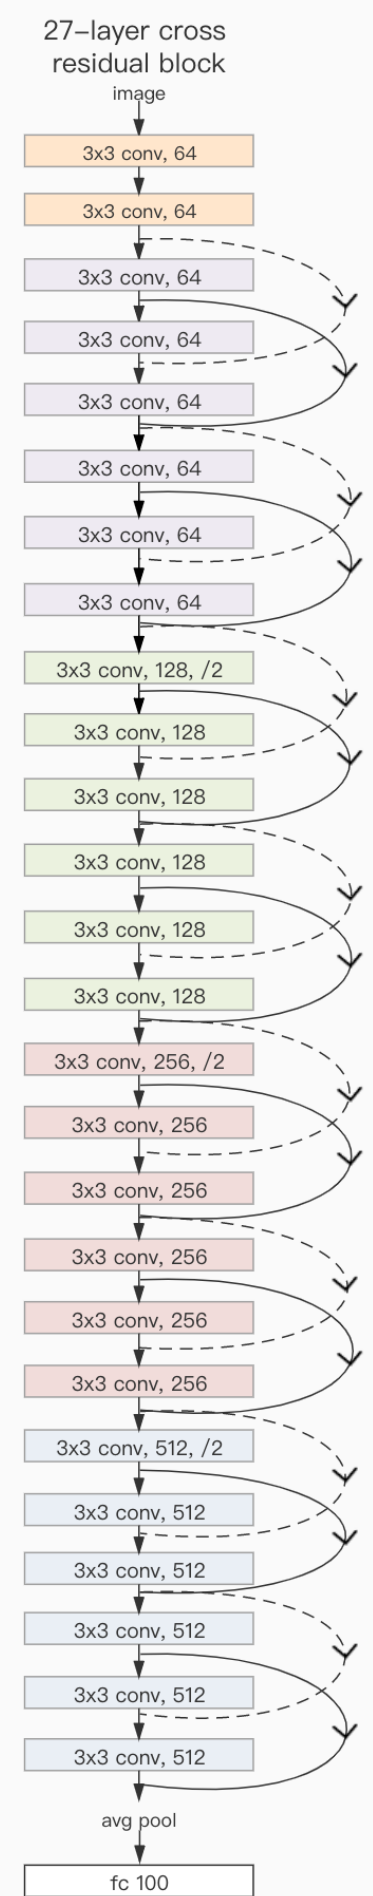 27-layer cross
residual block
image
3x3 conv, 64
3x3 conv, 64
3x3 conv, 64
3x3 conv, 64
3x3 conv, 64
3x3 conv, 64
3x3 conv, 64
3x3 conv, 64
3x3 conv, 128, /2
3x3 conv, 128
3x3 conv, 128
3x3 conv, 128
3x3 conv, 128
3x3 conv, 128
3x3 conv, 256, /2
3x3 conv, 256
3x3 conv, 256
3x3 conv, 256
3x3 conv, 256
3x3 conv, 256
3x3 conv, 512, /2
3x3 conv, 512
3x3 conv, 512
3x3 conv, 512
3x3 conv, 512
3x3 conv, 512
avg pool
fc 100